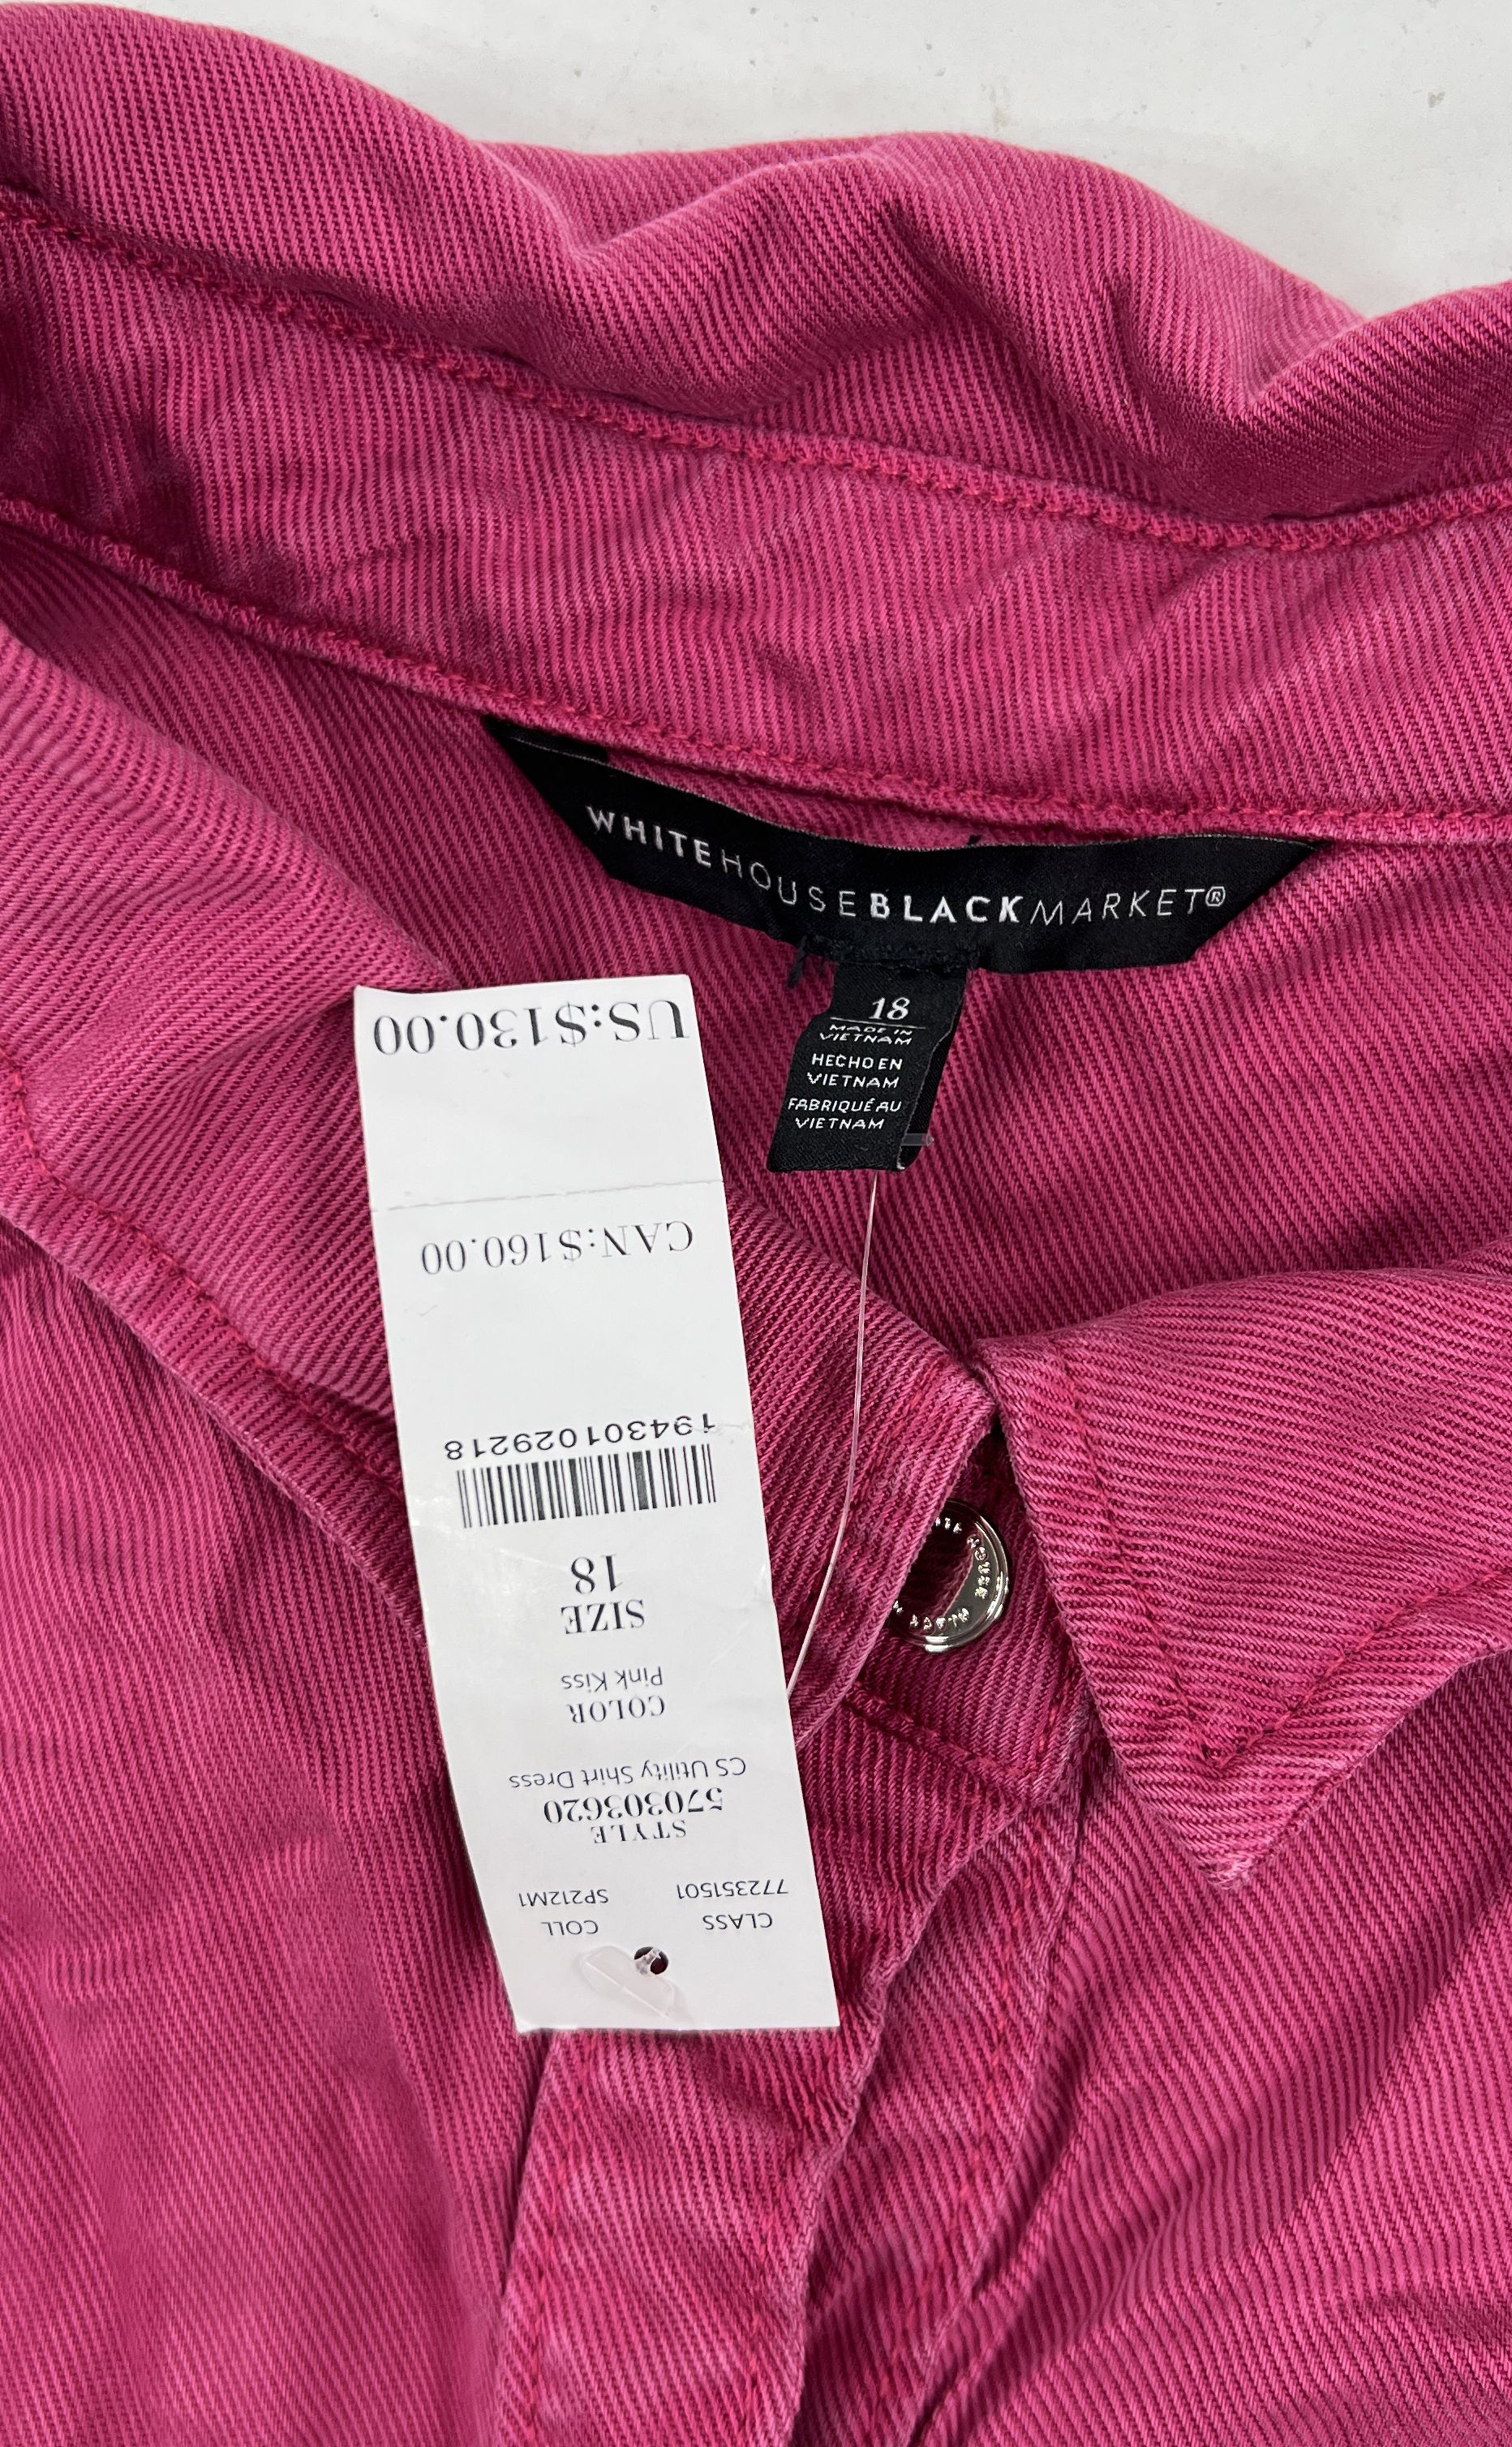 WHITEHOUSEBLACKMARKET®
18
MADE IN
VIETNAM
HECHO EN
VIETNAM
FABRIQUÉ AU
VIETNAM
CLASS COLL
772351501 SP212M1
STYLE
570303620
CS Utility Shirt Dress
COLOR
Pink Kiss
SIZE
18
194301029218
CAN:$160.00
US:$130.00